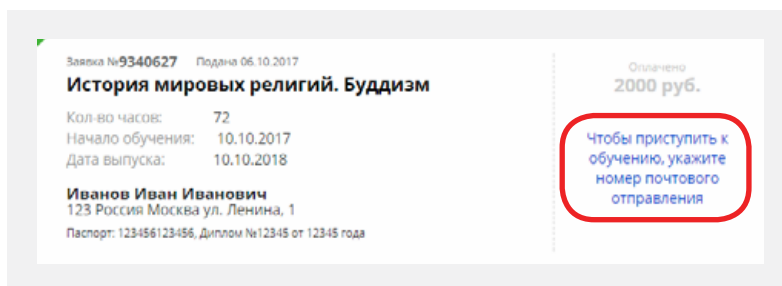 Заявка №9340627 Подана 06.10.2017
История мировых религий. Буддизм
Кол-во часов: 72
Начало обучения: 10.10.2017
Дата выпуска: 10.10.2018
Иванов Иван Иванович
123 Россия Москва ул. Ленина, 1
Паспорт: 123456123456, Диплом №12345 от 12345 года
Оплачено
2000 руб.
Чтобы приступить к
обучению, укажите
номер почтового
отправления